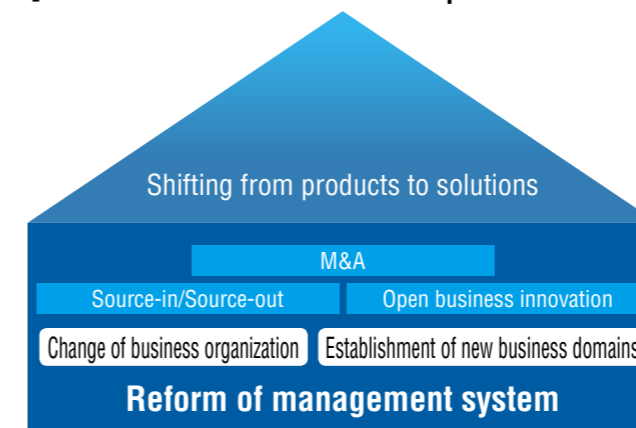 Shifting from products to solutions
M&A
Source-in/Source-out Open business innovation
Change of business organization Establishment of new business domains
Reform of management system